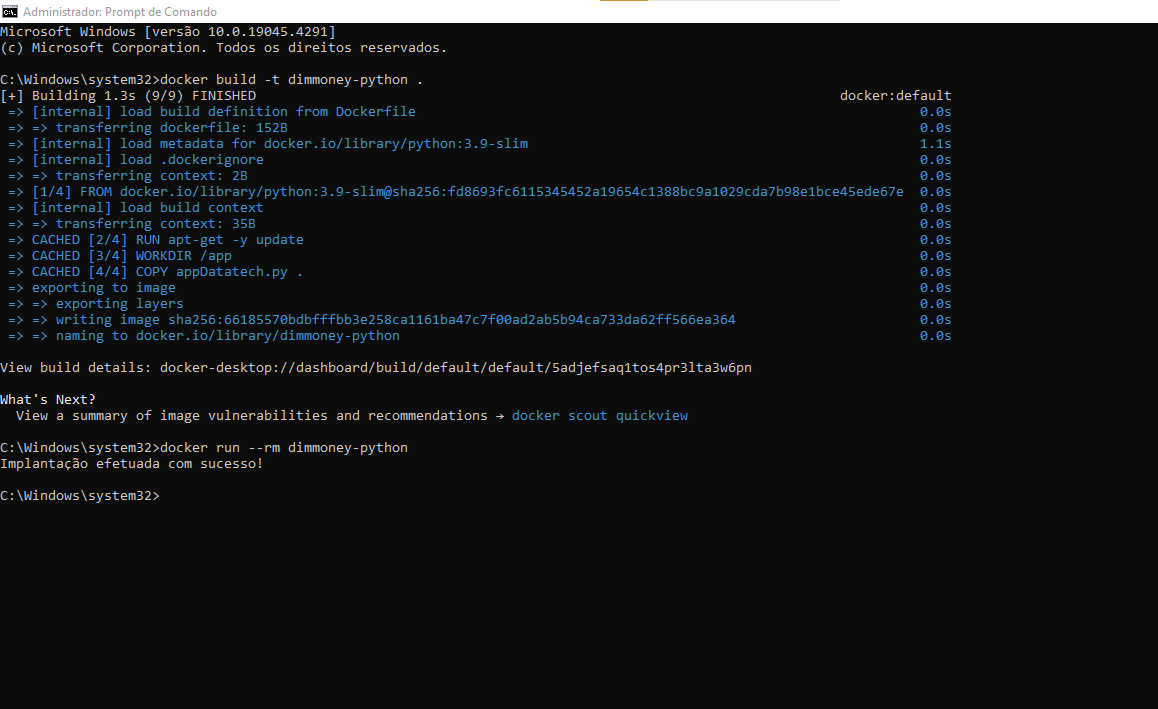 Administrador: Prompt de Comando
Microsoft Windows [versão 10.0.19045.4291]
(c) Microsoft Corporation. Todos os direitos reservados.
C:\Windows\system32>docker build -t dimmoney-python .
[+] Building 1.3s (9/9) FINISHED docker:default
=> [internal] load build definition from Dockerfile 0.0s
=> => transferring dockerfile: 152B 0.0s
=> [internal] load metadata for docker.io/library/python:3.9-slim 1.1s
=> [internal] load .dockerignore 0.0s
=> => transferring context: 2B 0.0s
=> [1/4] FROM docker.io/library/python:3.9-slim@sha256:fd8693fc6115345452a19654c1388bc9a1029cda7b98e1bce45ede67e 0.0s
=> [internal] load build context 0.0s
=> => transferring context: 35B 0.0s
=> CACHED [2/4] RUN apt-get -y update 0.0s
=> CACHED [3/4] WORKDIR /app 0.0s
=> CACHED [4/4] COPY appDatatech.py . 0.0s
=> exporting to image 0.0s
=> => exporting layers 0.0s
=> => writing image sha256:66185570bdbfffbb3e258ca1161ba47c7f00ad2ab5b94ca733da62ff566ea364 0.0s
=> => naming to docker.io/library/dimmoney-python 0.0s
View build details: docker-desktop://dashboard/build/default/default/5adjefsaq1tos4pr3lta3w6pn
What's Next?
View a summary of image vulnerabilities and recommendations → docker scout quickview
C:\Windows\system32>docker run --rm dimmoney-python
Implantação efetuada com sucesso!
C:\Windows\system32>